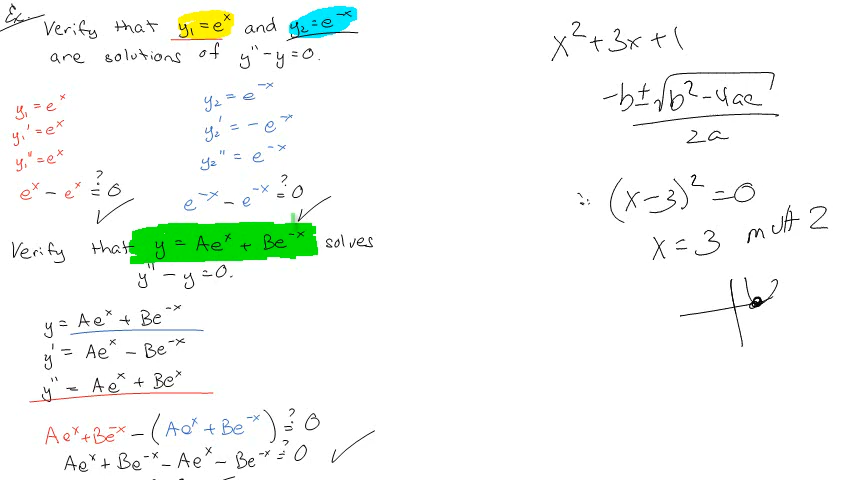 Ex. Verify that y₁ = eˣ and y₂ = e⁻ˣ
are solutions of y'' - y = 0.
y₁ = eˣ
y₁' = eˣ
y₁'' = eˣ
eˣ - eˣ ?= 0
y₂ = e⁻ˣ
y₂' = - e⁻ˣ
y₂'' = e⁻ˣ
e⁻ˣ - e⁻ˣ ?= 0
Verify that y = Aeˣ + Be⁻ˣ solves
y'' - y = 0.
y = Aeˣ + Be⁻ˣ
y' = Aeˣ - Be⁻ˣ
y'' = Aeˣ + Beˣ
Aeˣ + Be⁻ˣ - (Aeˣ + Be⁻ˣ) ?= 0
Aeˣ + Be⁻ˣ - Aeˣ - Be⁻ˣ ?= 0
x² + 3x + 1
-b ± √b² - 4ac
2a
∴ (x - 3)² = 0
x = 3 mult 2